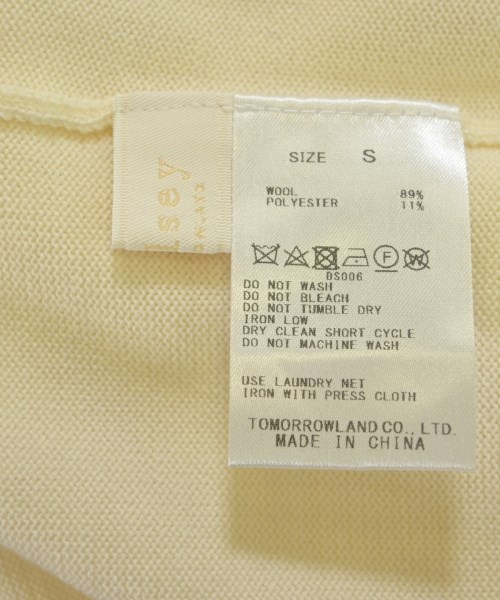 SIZE S
WOOL 89%
POLYESTER 11%
F W
DS006
DO NOT WASH
DO NOT BLEACH
DO NOT TUMBLE DRY
IRON LOW
DRY CLEAN SHORT CYCLE
DO NOT MACHINE WASH
USE LAUNDRY NET
IRON WITH PRESS CLOTH
TOMORROWLAND CO., LTD.
MADE IN CHINA